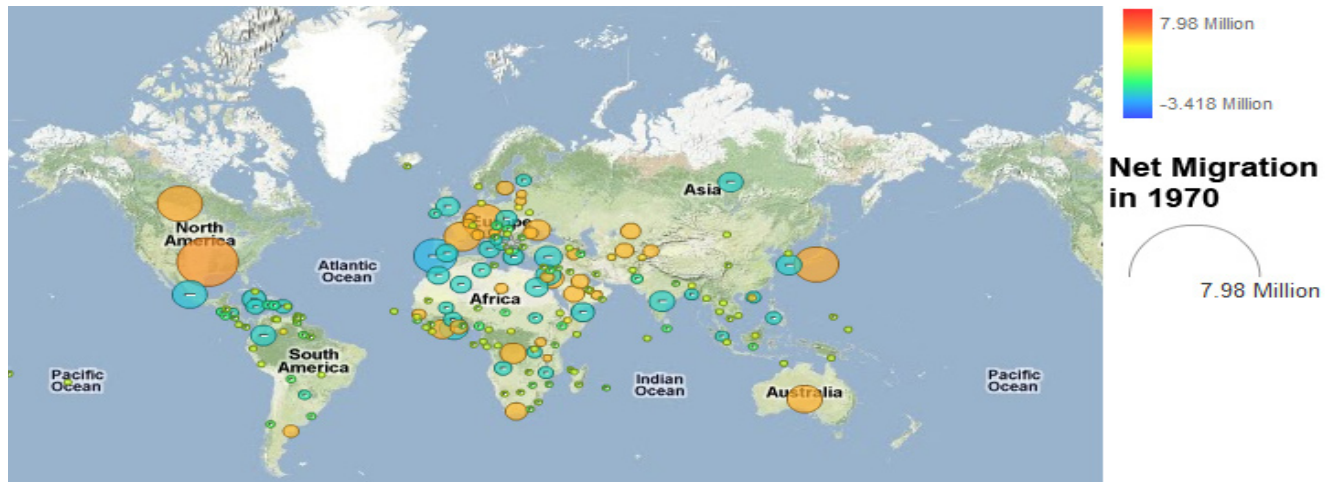 7.98 Million
-3.418 Million
Net Migration
in 1970
7.98 Million
Asia
North
America
Europe
Atlantic
Ocean
Africa
South
America
Pacific
Ocean
Indian
Ocean
Australia
Pacific
Ocean